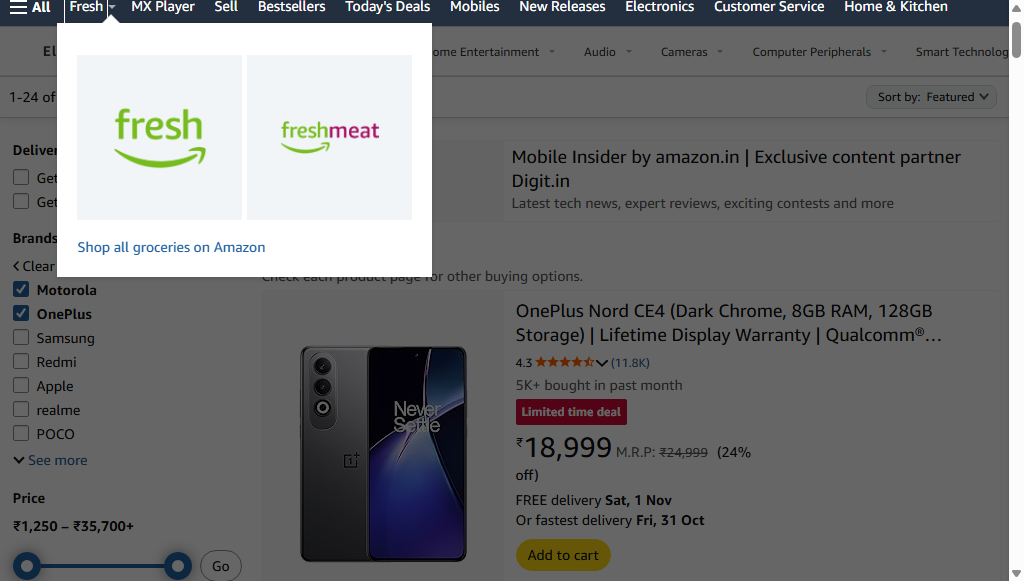 All Fresh MX Player Sell Bestsellers Today's Deals Mobiles New Releases Electronics Customer Service Home & Kitchen
El ome Entertainment Audio Cameras Computer Peripherals Smart Technolog
1-24 of
Sort by: Featured
fresh
freshmeat
Shop all groceries on Amazon
Deliver
Get
Get
Brands
Clear
Motorola
OnePlus
Samsung
Redmi
Apple
realme
POCO
See more
Price
₹1,250 – ₹35,700+
Go
Mobile Insider by amazon.in | Exclusive content partner
Digit.in
Latest tech news, expert reviews, exciting contests and more
Check each product page for other buying options.
Never
Settle
OnePlus Nord CE4 (Dark Chrome, 8GB RAM, 128GB
Storage) | Lifetime Display Warranty | Qualcomm®…
4.3 (11.8K)
5K+ bought in past month
Limited time deal
₹18,999 M.R.P: ₹24,999 (24%
off)
FREE delivery Sat, 1 Nov
Or fastest delivery Fri, 31 Oct
Add to cart